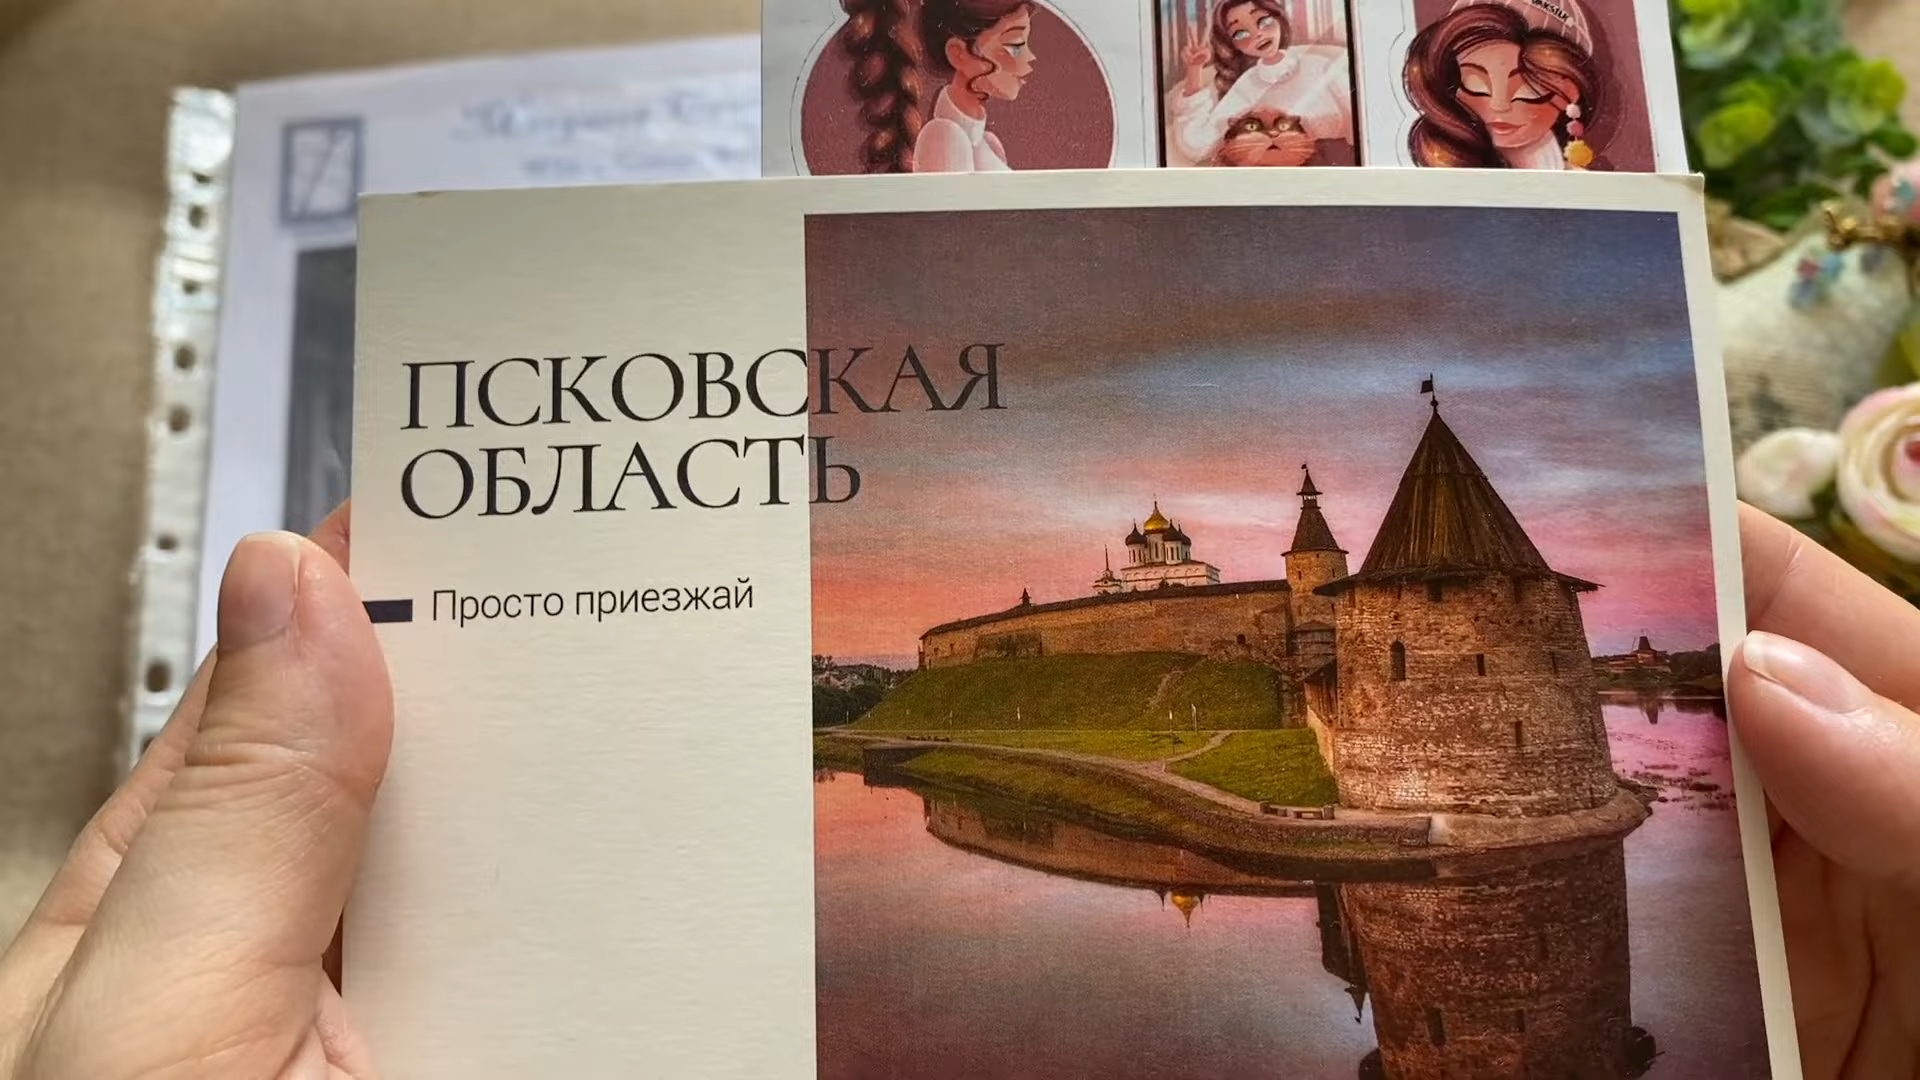 ПСКОВСКАЯ
ОБЛАСТЬ
Просто приезжай